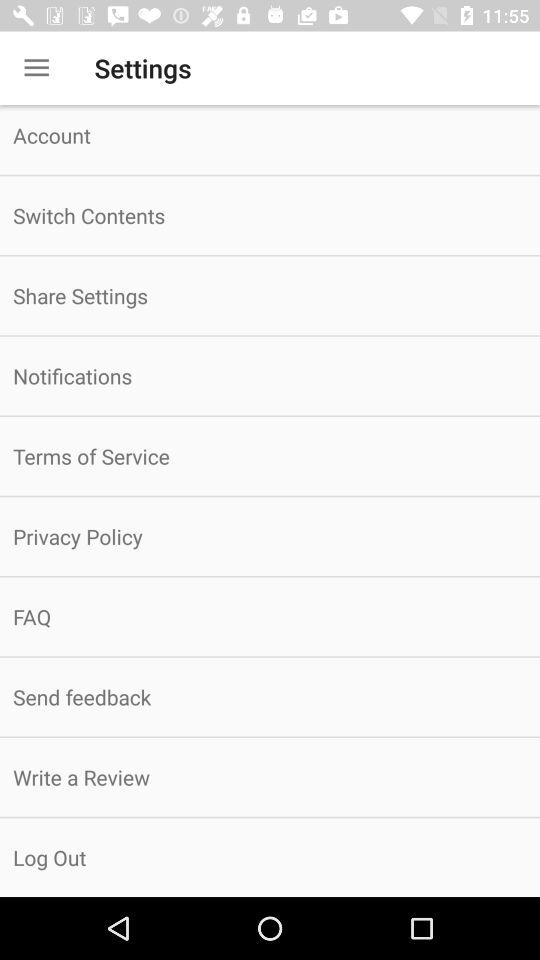 11:55
Settings
Account
Switch Contents
Share Settings
Notifications
Terms of Service
Privacy Policy
FAQ
Send feedback
Write a Review
Log Out